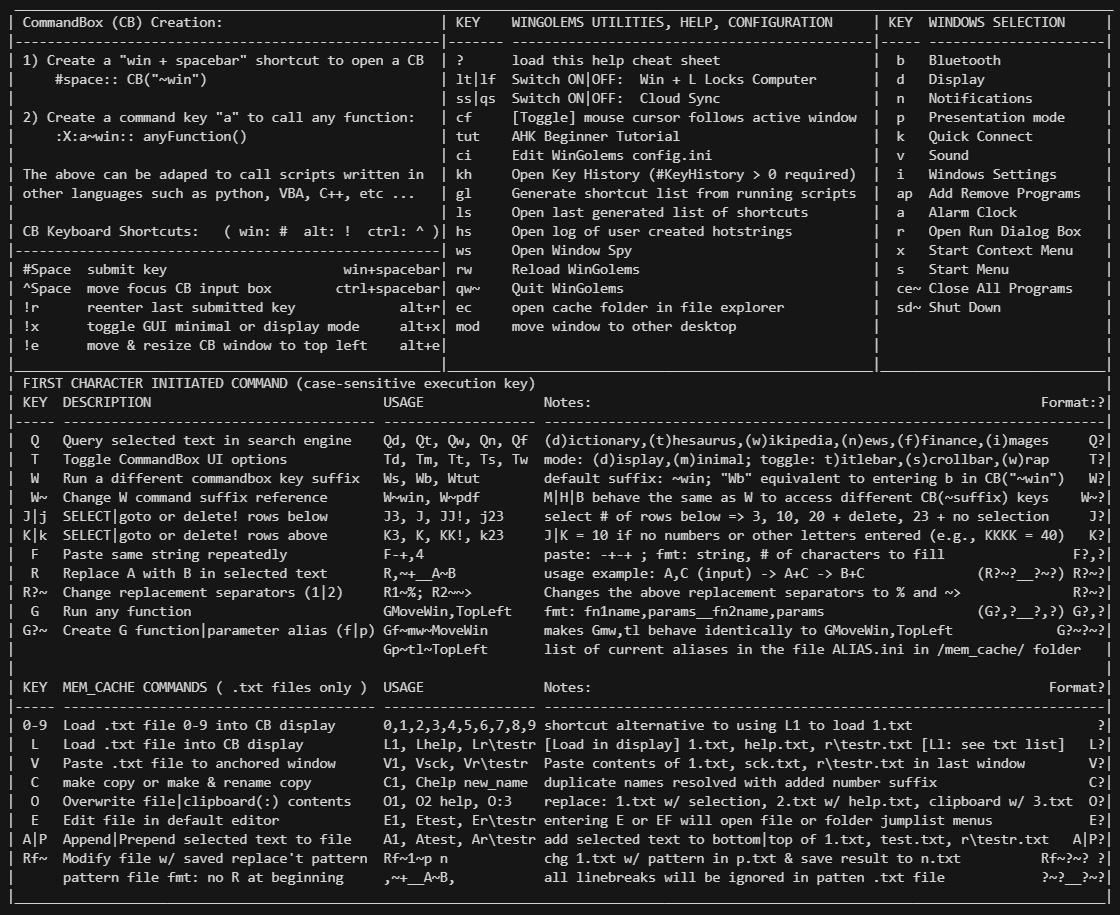 | CommandBox (CB) Creation:                          | KEY    WINGOLEMS UTILITIES, HELP, CONFIGURATION            | KEY  WINDOWS SELECTION     |
|----------------------------------------------------|------- ---------------------------------------------|----- ----------------------|
| 1) Create a "win + spacebar" shortcut to open a CB  | ?      load this help cheat sheet                   |  b   Bluetooth             |
|     #space:: CB("~win")                             | lt|lf  Switch ON|OFF:  Win + L Locks Computer       |  d   Display               |
|                                                     | ss|qs  Switch ON|OFF:  Cloud Sync                   |  n   Notifications         |
| 2) Create a command key "a" to call any function:   | cf     [Toggle] mouse cursor follows active window  |  p   Presentation mode     |
|     :X:a~win:: anyFunction()                        | tut    AHK Beginner Tutorial                        |  k   Quick Connect         |
|                                                     | ci     Edit WinGolems config.ini                    |  v   Sound                 |
| The above can be adaped to call scripts written in  | kh     Open Key History (#KeyHistory > 0 required)  |  i   Windows Settings      |
| other languages such as python, VBA, C++, etc ...   | gl     Generate shortcut list from running scripts  |  ap  Add Remove Programs   |
|                                                     | ls     Open last generated list of shortcuts        |  a   Alarm Clock           |
| CB Keyboard Shortcuts:   ( win: #  alt: !  ctrl: ^ )| hs     Open log of user created hotstrings          |  r   Open Run Dialog Box   |
|-----------------------------------------------------| ws     Open Window Spy                              |  x   Start Context Menu    |
| #Space  submit key                      win+spacebar| rw     Reload WinGolems                             |  s   Start Menu            |
| ^Space  move focus CB input box        ctrl+spacebar| qw~    Quit WinGolems                               |  ce~ Close All Programs    |
| !r      reenter last submitted key             alt+r| ec     open cache folder in file explorer           |  sd~ Shut Down             |
| !x      toggle GUI minimal or display mode     alt+x| mod    move window to other desktop                 |                            |
| !e      move & resize CB window to top left    alt+e|                                                     |                            |
| FIRST CHARACTER INITIATED COMMAND (case-sensitive execution key)
| KEY  DESCRIPTION                             USAGE               Notes:                                                        Format:?|
|----- --------------------------------------- ------------------- ----------------------------------------------------------------------|
|  Q   Query selected text in search engine    Qd, Qt, Qw, Qn, Qf  (d)ictionary,(t)hesaurus,(w)ikipedia,(n)ews,(f)finance,(i)mages     Q?|
|  T   Toggle CommandBox UI options            Td, Tm, Tt, Ts, Tw  mode: (d)isplay,(m)inimal; toggle: t)itlebar,(s)crollbar,(w)rap     T?|
|  W   Run a different commandbox key suffix   Ws, Wb, Wtut        default suffix: ~win; "Wb" equivalent to entering b in CB("~win")   W?|
|  W~  Change W command suffix reference       W~win, W~pdf        M|H|B behave the same as W to access different CB(~suffix) keys    W~?|
| J|j  SELECT|goto or delete! rows below       J3, J, JJ!, j23     select # of rows below => 3, 10, 20 + delete, 23 + no selection     J?|
| K|k  SELECT|goto or delete! rows above       K3, K, KK!, k23     J|K = 10 if no numbers or other letters entered (e.g., KKKK = 40)   K?|
|  F   Paste same string repeatedly            F-+,4               paste: -+-+ ; fmt: string, # of characters to fill               F?,?|
|  R   Replace A with B in selected text       R,~+__A~B           usage example: A,C (input) -> A+C -> B+C              (R?~?__?~?) R?~?|
| R?~  Change replacement separators (1|2)     R1~%; R2~~>         Changes the above replacement separators to % and ~>             R?~?|
|  G   Run any function                        GMoveWin,TopLeft    fmt: fn1name,params__fn2name,params                   (G?,?__?,?) G?,?|
| G?~  Create G function|parameter alias (f|p) Gf~mw~MoveWin       makes Gmw,tl behave identically to GMoveWin,TopLeft             G?~?~?|
|                                              Gp~tl~TopLeft       list of current aliases in the file ALIAS.ini in /mem_cache/ folder   |
| KEY  MEM_CACHE COMMANDS ( .txt files only )  USAGE               Notes:                                                         Format?|
|----- --------------------------------------- ------------------- ----------------------------------------------------------------------|
| 0-9  Load .txt file 0-9 into CB display      0,1,2,3,4,5,6,7,8,9 shortcut alternative to using L1 to load 1.txt                       ?|
|  L   Load .txt file into CB display          L1, Lhelp, Lr\testr [Load in display] 1.txt, help.txt, r\testr.txt [Ll: see txt list]   L?|
|  V   Paste .txt file to anchored window      V1, Vsck, Vr\testr  Paste contents of 1.txt, sck.txt, r\testr.txt in last window        V?|
|  C   make copy or make & rename copy         C1, Chelp new_name  duplicate names resolved with added number suffix                   C?|
|  O   Overwrite file|clipboard(:) contents    O1, O2 help, O:3    replace: 1.txt w/ selection, 2.txt w/ help.txt, clipboard w/ 3.txt  O?|
|  E   Edit file in default editor             E1, Etest, Er\testr entering E or EF will open file or folder jumplist menus            E?|
| A|P  Append|Prepend selected text to file    A1, Atest, Ar\testr add selected text to bottom|top of 1.txt, test.txt, r\testr.txt   A|P?|
| Rf~  Modify file w/ saved replace't pattern  Rf~1~p n            chg 1.txt w/ pattern in p.txt & save result to n.txt          Rf~?~? ?|
|      pattern file fmt: no R at beginning     ,~+__A~B,           all linebreaks will be ignored in patten .txt file            ?~?__?~?|